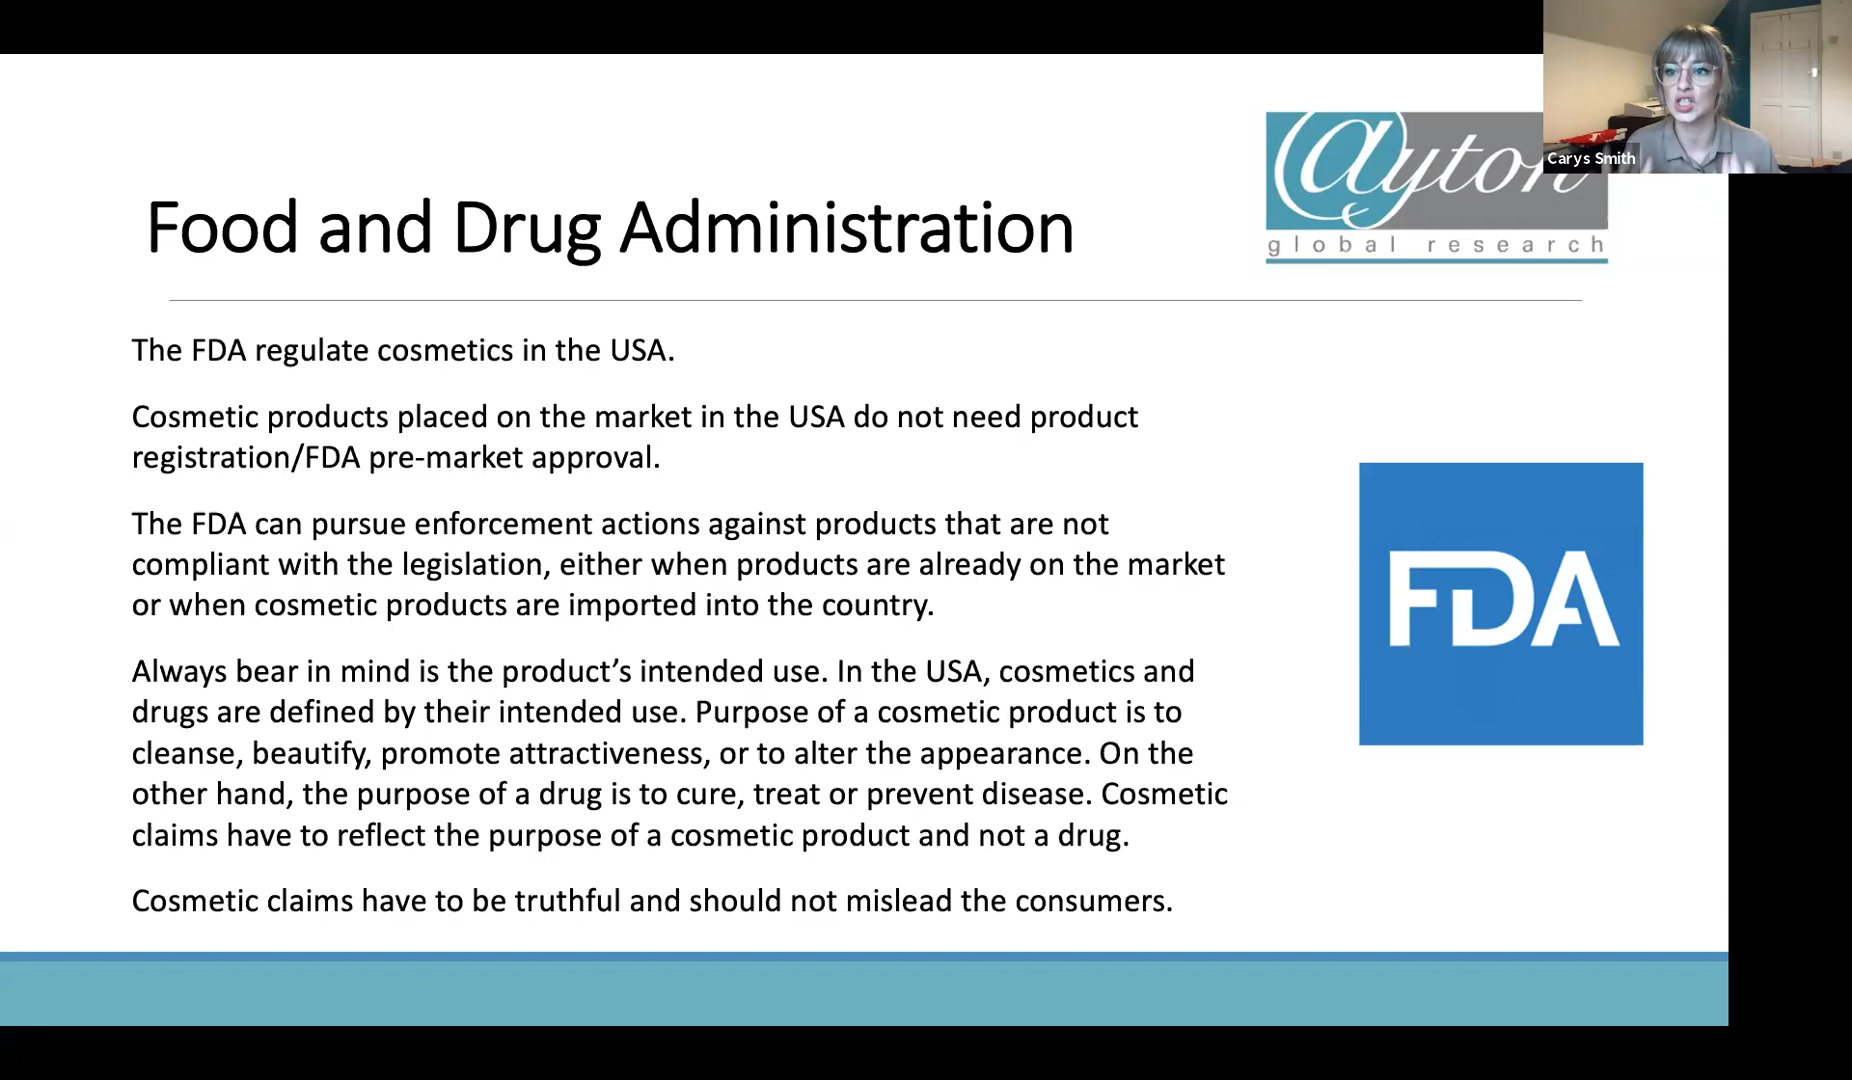 Carys Smith
@yton
global research
Food and Drug Administration
The FDA regulate cosmetics in the USA.
Cosmetic products placed on the market in the USA do not need product
registration/FDA pre-market approval.
The FDA can pursue enforcement actions against products that are not
compliant with the legislation, either when products are already on the market
or when cosmetic products are imported into the country.
Always bear in mind is the product’s intended use. In the USA, cosmetics and
drugs are defined by their intended use. Purpose of a cosmetic product is to
cleanse, beautify, promote attractiveness, or to alter the appearance. On the
other hand, the purpose of a drug is to cure, treat or prevent disease. Cosmetic
claims have to reflect the purpose of a cosmetic product and not a drug.
Cosmetic claims have to be truthful and should not mislead the consumers.
FDA